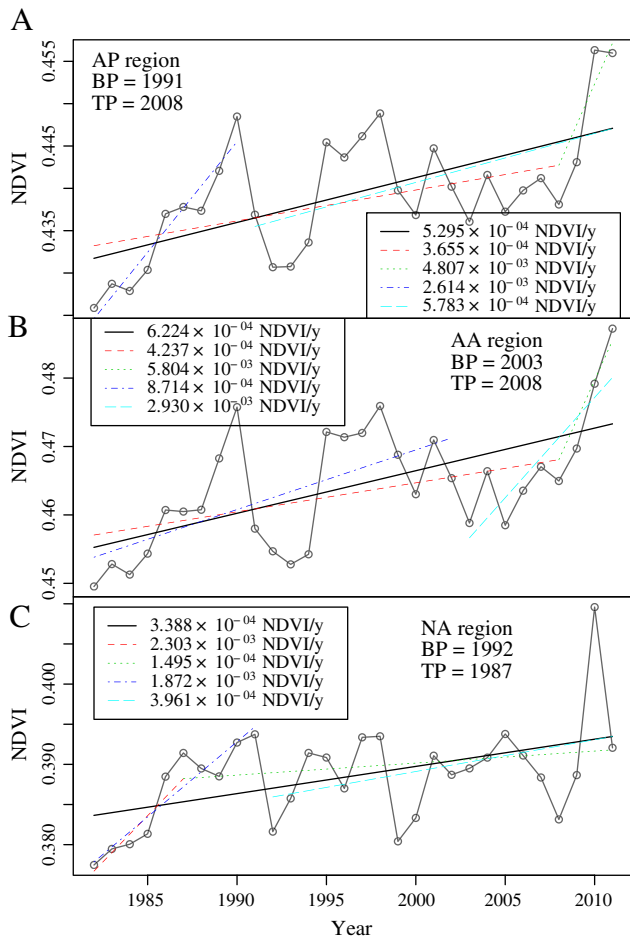 A
AP region
BP = 1991
TP = 2008
NDVI
0.455
0.445
0.435
5.295 × 10⁻⁰⁴ NDVI/y
3.655 × 10⁻⁰⁴ NDVI/y
4.807 × 10⁻⁰³ NDVI/y
2.614 × 10⁻⁰³ NDVI/y
5.783 × 10⁻⁰⁴ NDVI/y
B
6.224 × 10⁻⁰⁴ NDVI/y
4.237 × 10⁻⁰⁴ NDVI/y
5.804 × 10⁻⁰³ NDVI/y
8.714 × 10⁻⁰⁴ NDVI/y
2.930 × 10⁻⁰³ NDVI/y
AA region
BP = 2003
TP = 2008
NDVI
0.48
0.47
0.46
0.45
C
3.388 × 10⁻⁰⁴ NDVI/y
2.303 × 10⁻⁰³ NDVI/y
1.495 × 10⁻⁰⁴ NDVI/y
1.872 × 10⁻⁰³ NDVI/y
3.961 × 10⁻⁰⁴ NDVI/y
NA region
BP = 1992
TP = 1987
NDVI
0.400
0.390
0.380
1985 1990 1995 2000 2005 2010
Year